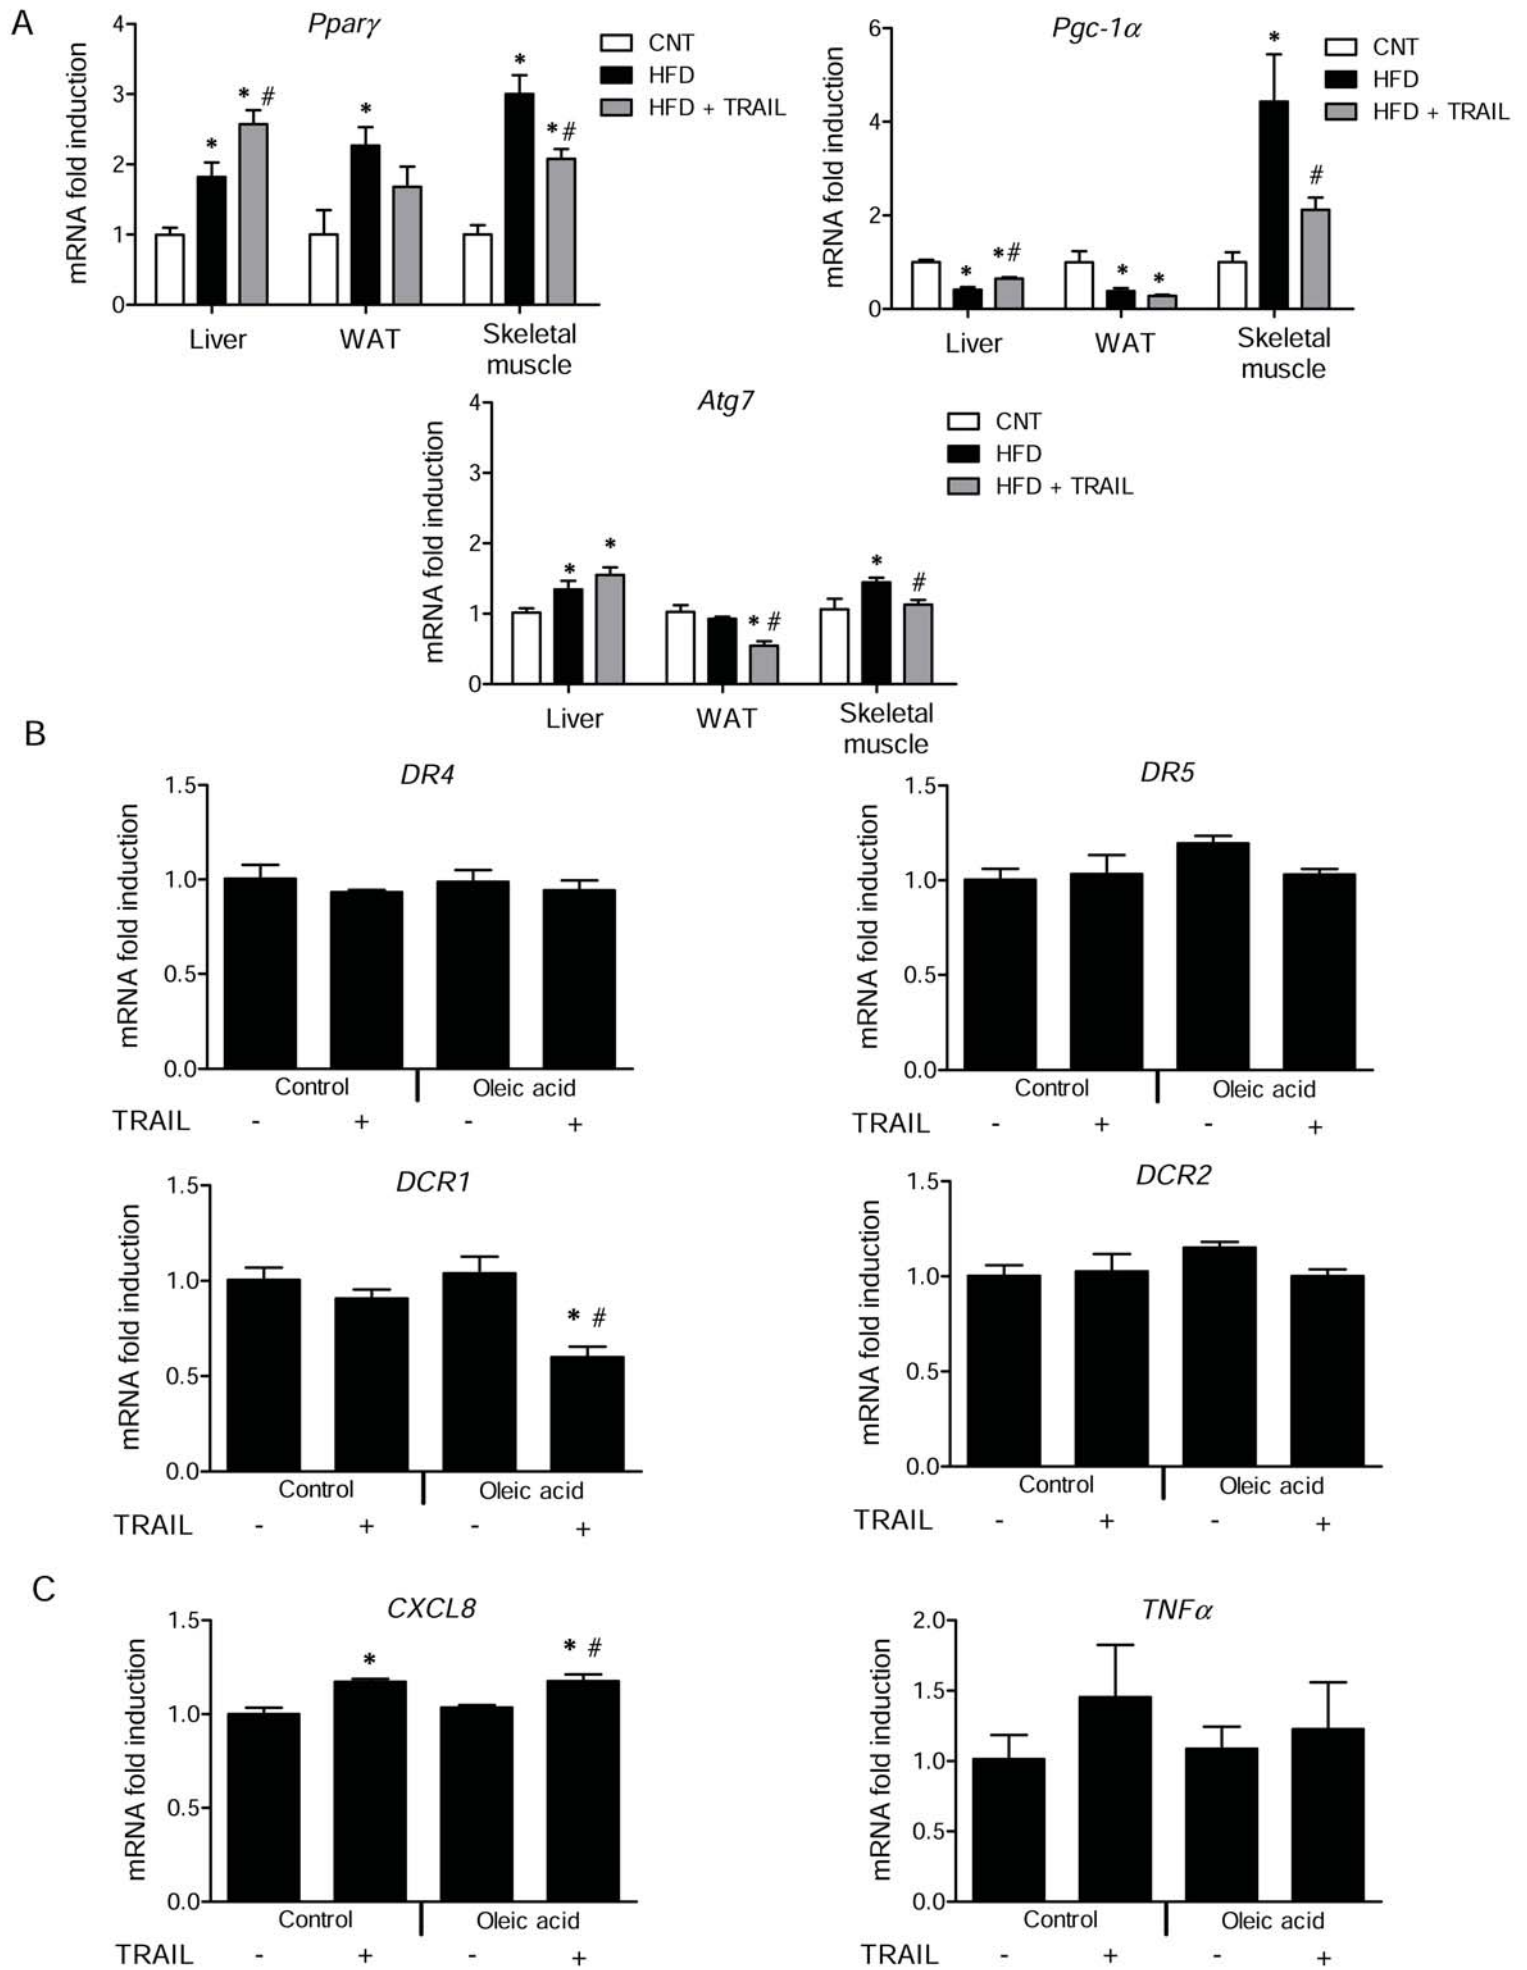 A
Pparγ
mRNA fold induction
4
3
2
1
0
* * #
*
* *#
Liver
WAT
Skeletal
muscle
CNT
HFD
HFD + TRAIL
Pgc-1α
mRNA fold induction
6
4
2
0
* *#
* *
* #
Liver
WAT
Skeletal
muscle
CNT
HFD
HFD + TRAIL
Atg7
mRNA fold induction
4
3
2
1
0
* *
* #
* #
Liver
WAT
Skeletal
muscle
CNT
HFD
HFD + TRAIL
B
DR4
mRNA fold induction
1.5
1.0
0.5
0.0
Control
Oleic acid
TRAIL - + - +
DR5
mRNA fold induction
1.5
1.0
0.5
0.0
Control
Oleic acid
TRAIL - + - +
DCR1
mRNA fold induction
1.5
1.0
0.5
0.0
* #
Control
Oleic acid
TRAIL - + - +
DCR2
mRNA fold induction
1.5
1.0
0.5
0.0
Control
Oleic acid
TRAIL - + - +
C
CXCL8
mRNA fold induction
1.5
1.0
0.5
0.0
*
* #
Control
Oleic acid
TRAIL - + - +
TNFα
mRNA fold induction
2.0
1.5
1.0
0.5
0.0
Control
Oleic acid
TRAIL - + - +